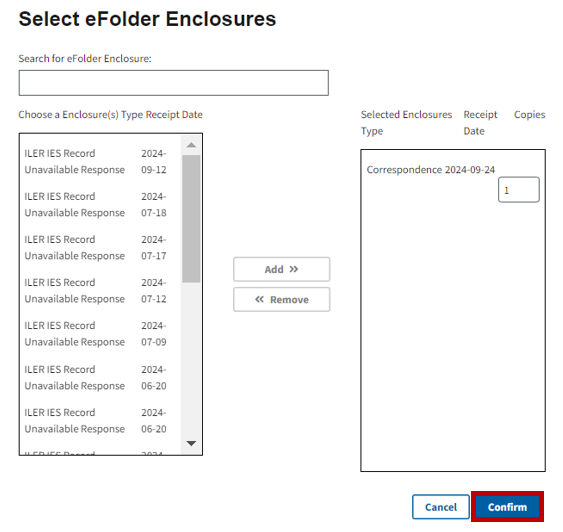 Select eFolder Enclosures
Search for eFolder Enclosure:
Choose a Enclosure(s) Type Receipt Date
ILER IES Record 2024-
Unavailable Response 09-12
ILER IES Record 2024-
Unavailable Response 07-18
ILER IES Record 2024-
Unavailable Response 07-17
ILER IES Record 2024-
Unavailable Response 07-12
ILER IES Record 2024-
Unavailable Response 07-09
ILER IES Record 2024-
Unavailable Response 06-20
ILER IES Record 2024-
Unavailable Response 06-20
ILER IES Record 2024-
Add »
« Remove
Selected Enclosures Receipt Copies
Type Date
Correspondence 2024-09-24
1
Cancel Confirm